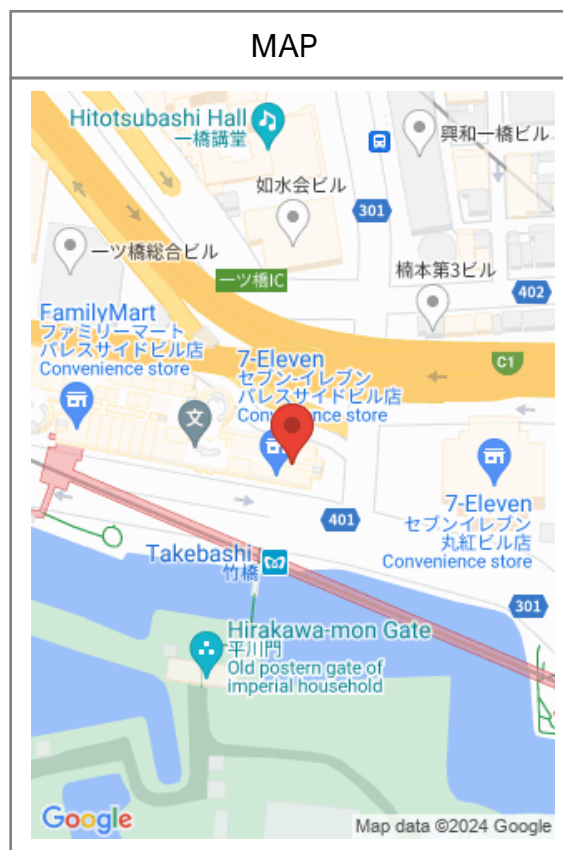 MAP
Hitotsubashi Hall
一橋講堂
興和一橋ビル
如水会ビル
301
一ツ橋総合ビル
一ツ橋IC
楠本第3ビル
402
FamilyMart
ファミリーマート
パレスサイドビル店
Convenience store
7-Eleven
セブン-イレブン
パレスサイドビル店
Convenience store
C1
文
7-Eleven
セブンイレブン
丸紅ビル店
Convenience store
401
Takebashi
竹橋
301
Hirakawa-mon Gate
平川門
Old postern gate of
imperial household
Google
Map data ©2024 Google